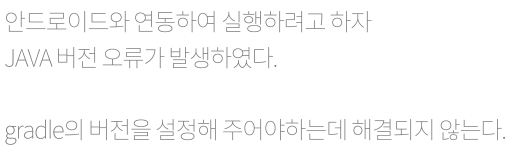 안드로이드와 연동하여 실행하려고 하자
JAVA 버전 오류가 발생하였다.
gradle의 버전을 설정해 주어야하는데 해결되지 않는다.